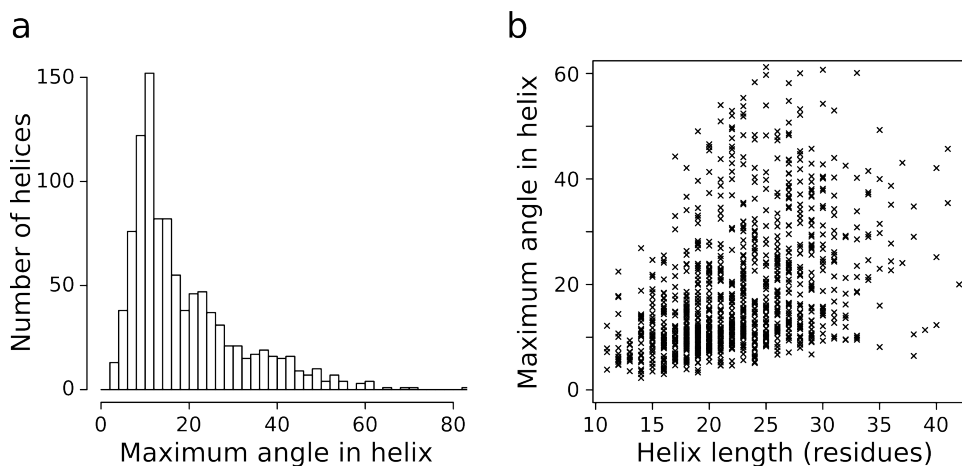 a
Number of helices
150
100
50
0
0 20 40 60 80
Maximum angle in helix
b
Maximum angle in helix
60
40
20
0
10 15 20 25 30 35 40
Helix length (residues)